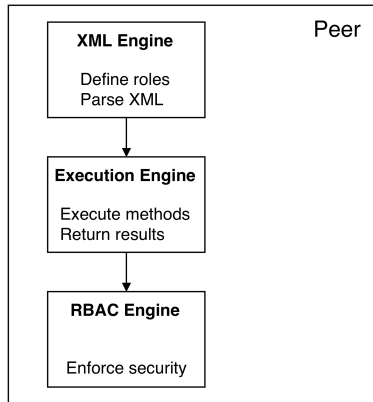 Peer
XML Engine
Define roles
Parse XML
Execution Engine
Execute methods
Return results
RBAC Engine
Enforce security